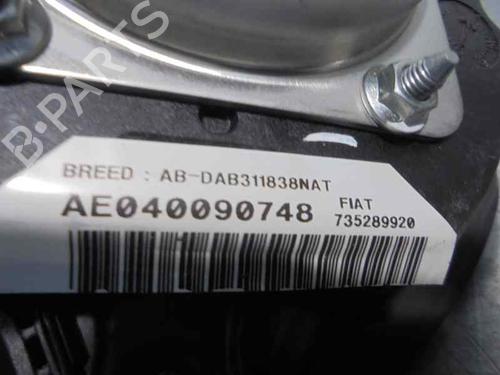 B-PARTS
BREED : AB-DAB311838NAT
AE040090748 FIAT
735289920